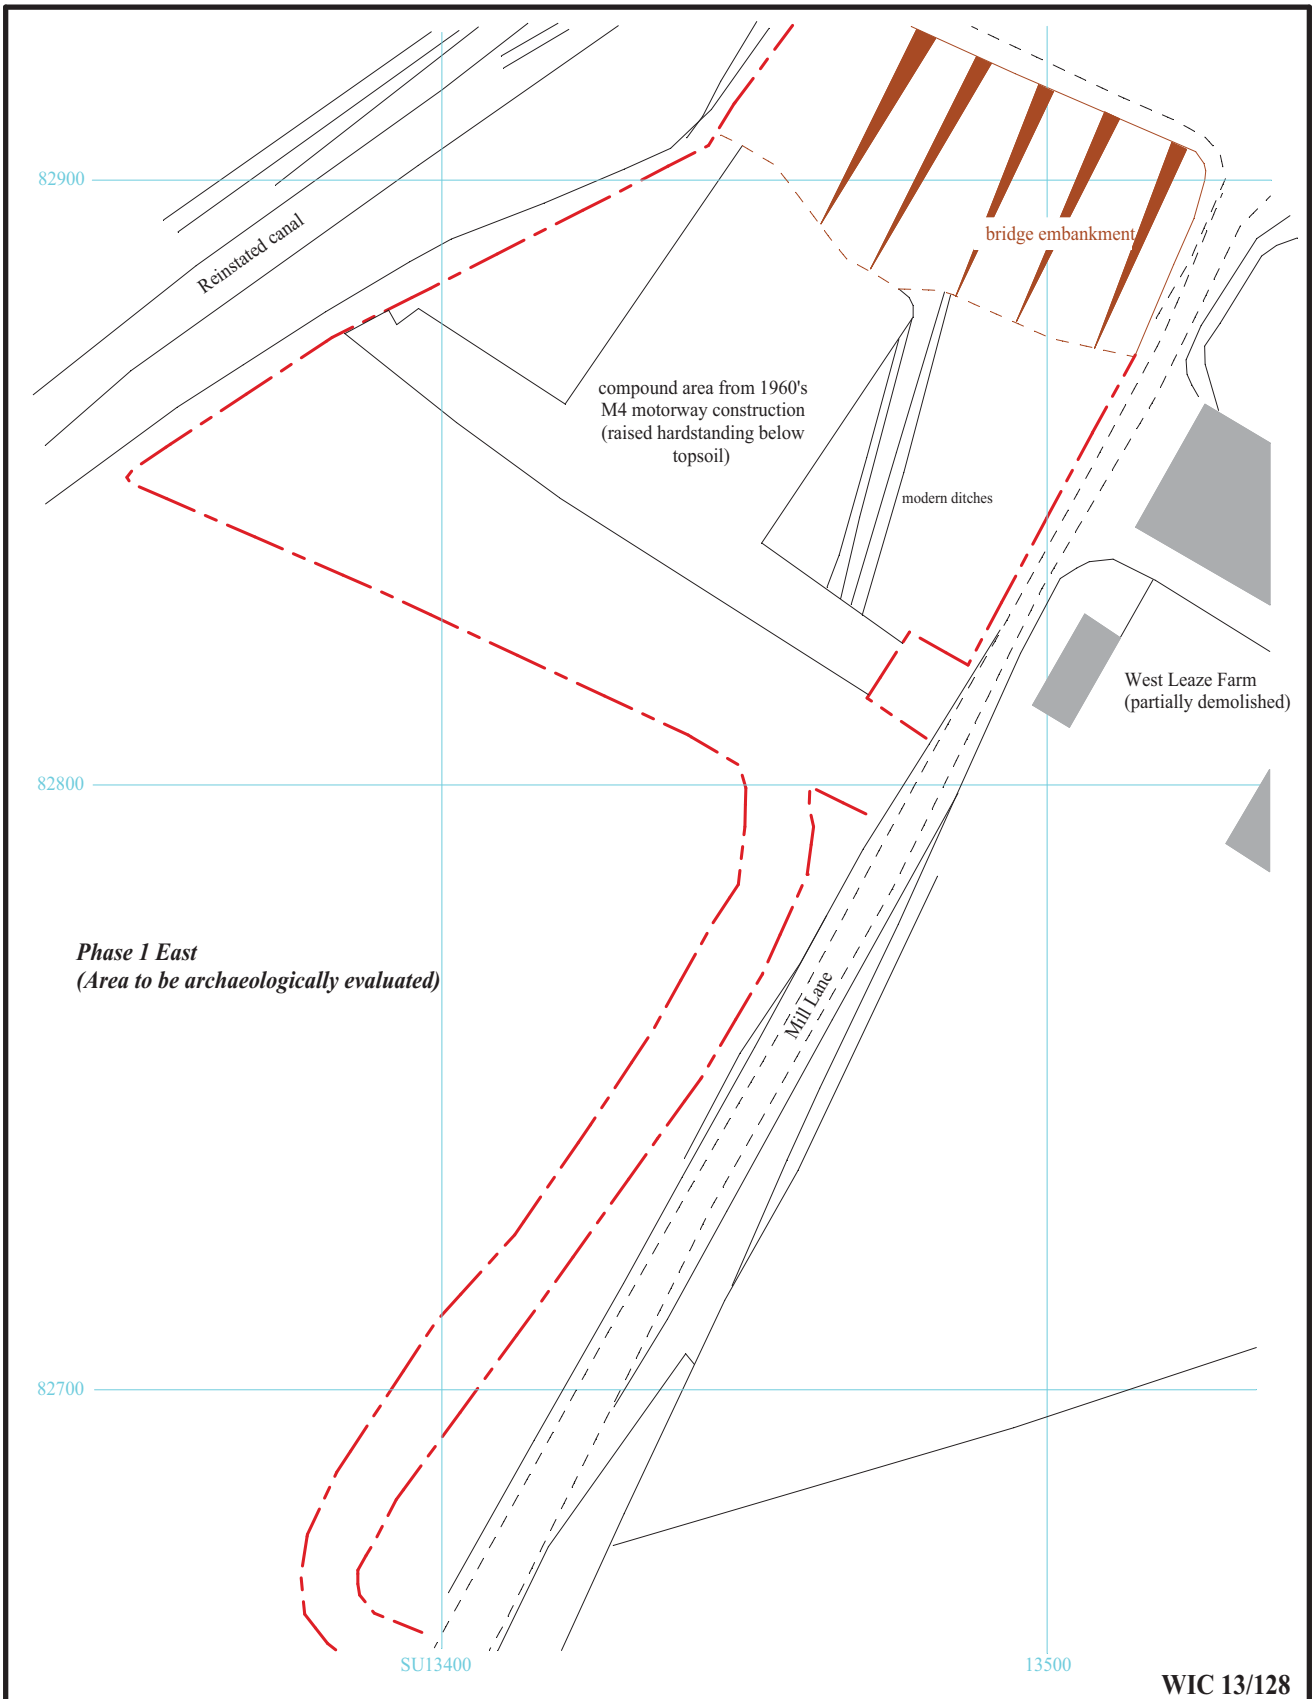 82900
Reinstated canal
bridge embankment
compound area from 1960's
M4 motorway construction
(raised hardstanding below
topsoil)
modern ditches
West Leaze Farm
(partially demolished)
82800
Phase 1 East
(Area to be archaeologically evaluated)
Mill Lane
82700
SU13400
13500
WIC 13/128